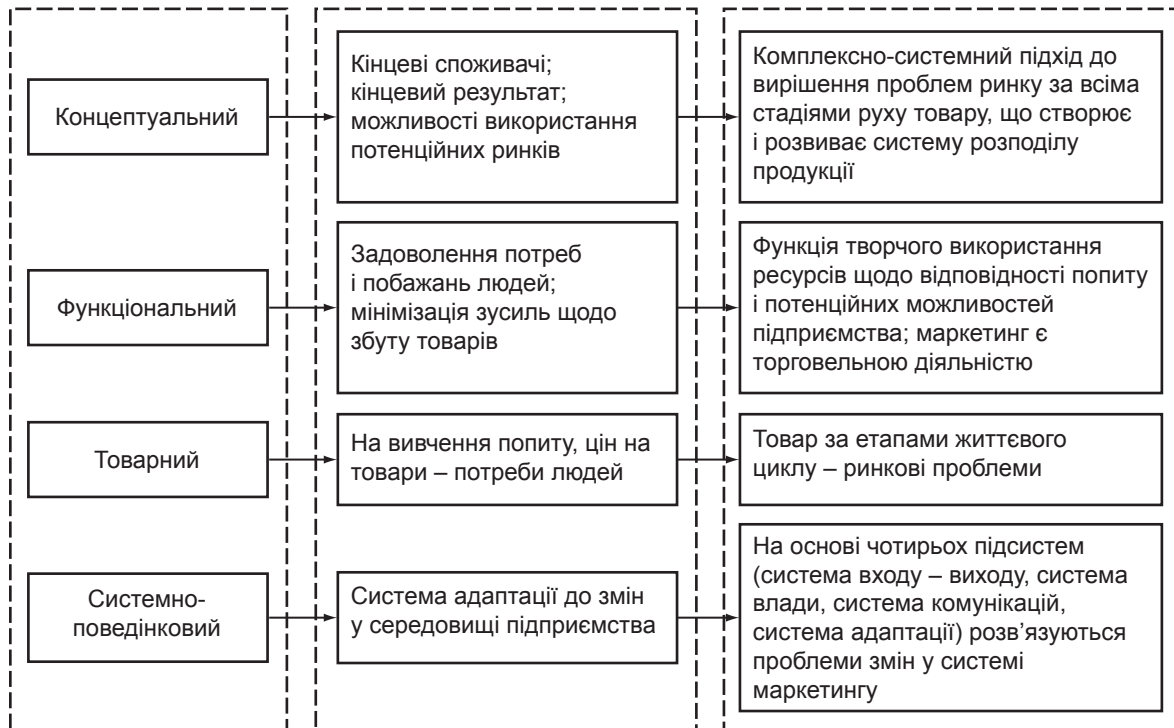 Концептуальний
Кінцеві споживачі;
кінцевий результат;
можливості використання
потенційних ринків
Комплексно-системний підхід до
вирішення проблем ринку за всіма
стадіями руху товару, що створює
і розвиває систему розподілу
продукції
Функціональний
Задоволення потреб
і побажань людей;
мінімізація зусиль щодо
збуту товарів
Функція творчого використання
ресурсів щодо відповідності попиту
і потенційних можливостей
підприємства; маркетинг є
торговельною діяльністю
Товарний
На вивчення попиту, цін на
товари – потреби людей
Товар за етапами життєвого
циклу – ринкові проблеми
Системно-
поведінковий
Система адаптації до змін
у середовищі підприємства
На основі чотирьох підсистем
(система входу – виходу, система
влади, система комунікацій,
система адаптації) розв’язуються
проблеми змін у системі
маркетингу